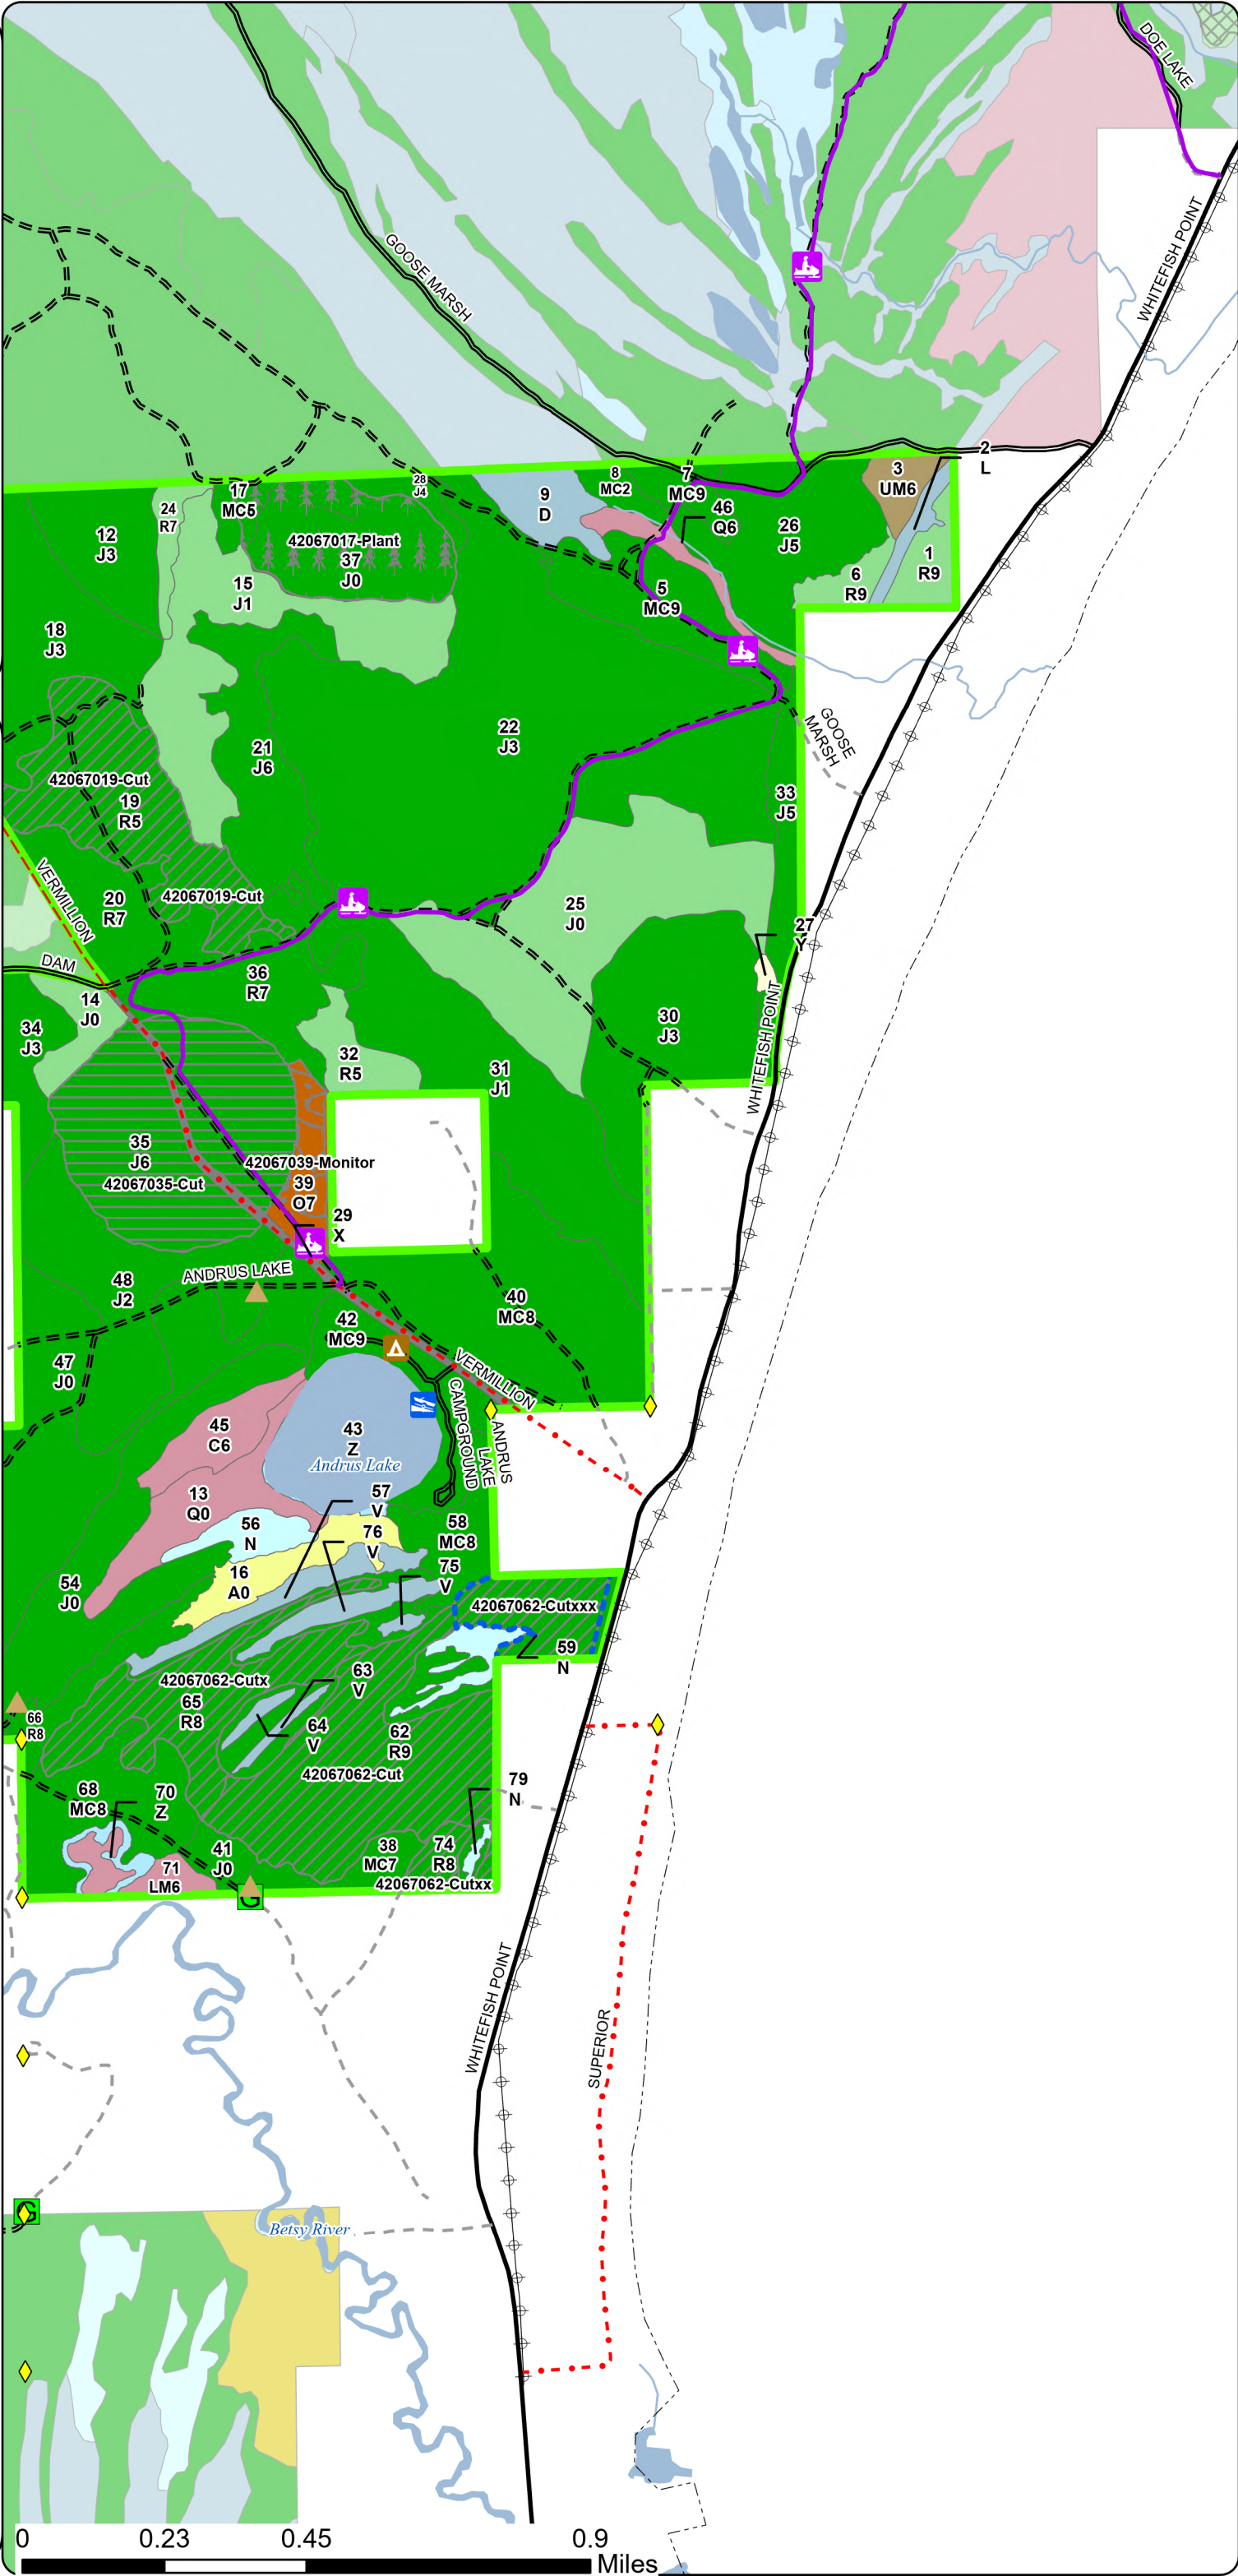 DOE LAKE
WHITEFISH POINT
GOOSE MARSH
2
L
3
UM6
8
MC2
7
MC9
28
J4
17
MC5
9
D
46
Q6
24
R7
26
J5
12
J3
42067017-Plant
37
J0
1
R9
6
R9
15
J1
5
MC9
18
J3
22
J3
GOOSE
MARSH
21
J6
42067019-Cut
19
R5
33
J5
VERMILLION
42067019-Cut
20
R7
25
J0
27
Y
DAM
36
R7
14
J0
30
J3
34
J3
WHITEFISH POINT
32
R5
31
J1
35
J6
42067039-Monitor
42067035-Cut
39
O7
29
X
ANDRUS LAKE
48
J2
40
MC8
42
MC9
47
J0
VERMILLION
CAMPGROUND
ANDRUS
LAKE
45
C6
43
Z
Andrus Lake
13
Q0
57
V
56
N
76
V
58
MC8
16
A0
75
V
54
J0
42067062-Cutxxx
59
N
42067062-Cutx
63
V
65
R8
66
R8
64
V
62
R9
42067062-Cut
79
N
68
MC8
70
Z
41
J0
38
MC7
74
R8
71
LM6
42067062-Cutxx
G
WHITEFISH POINT
SUPERIOR
G
Betsy River
0 0.23 0.45 0.9
Miles